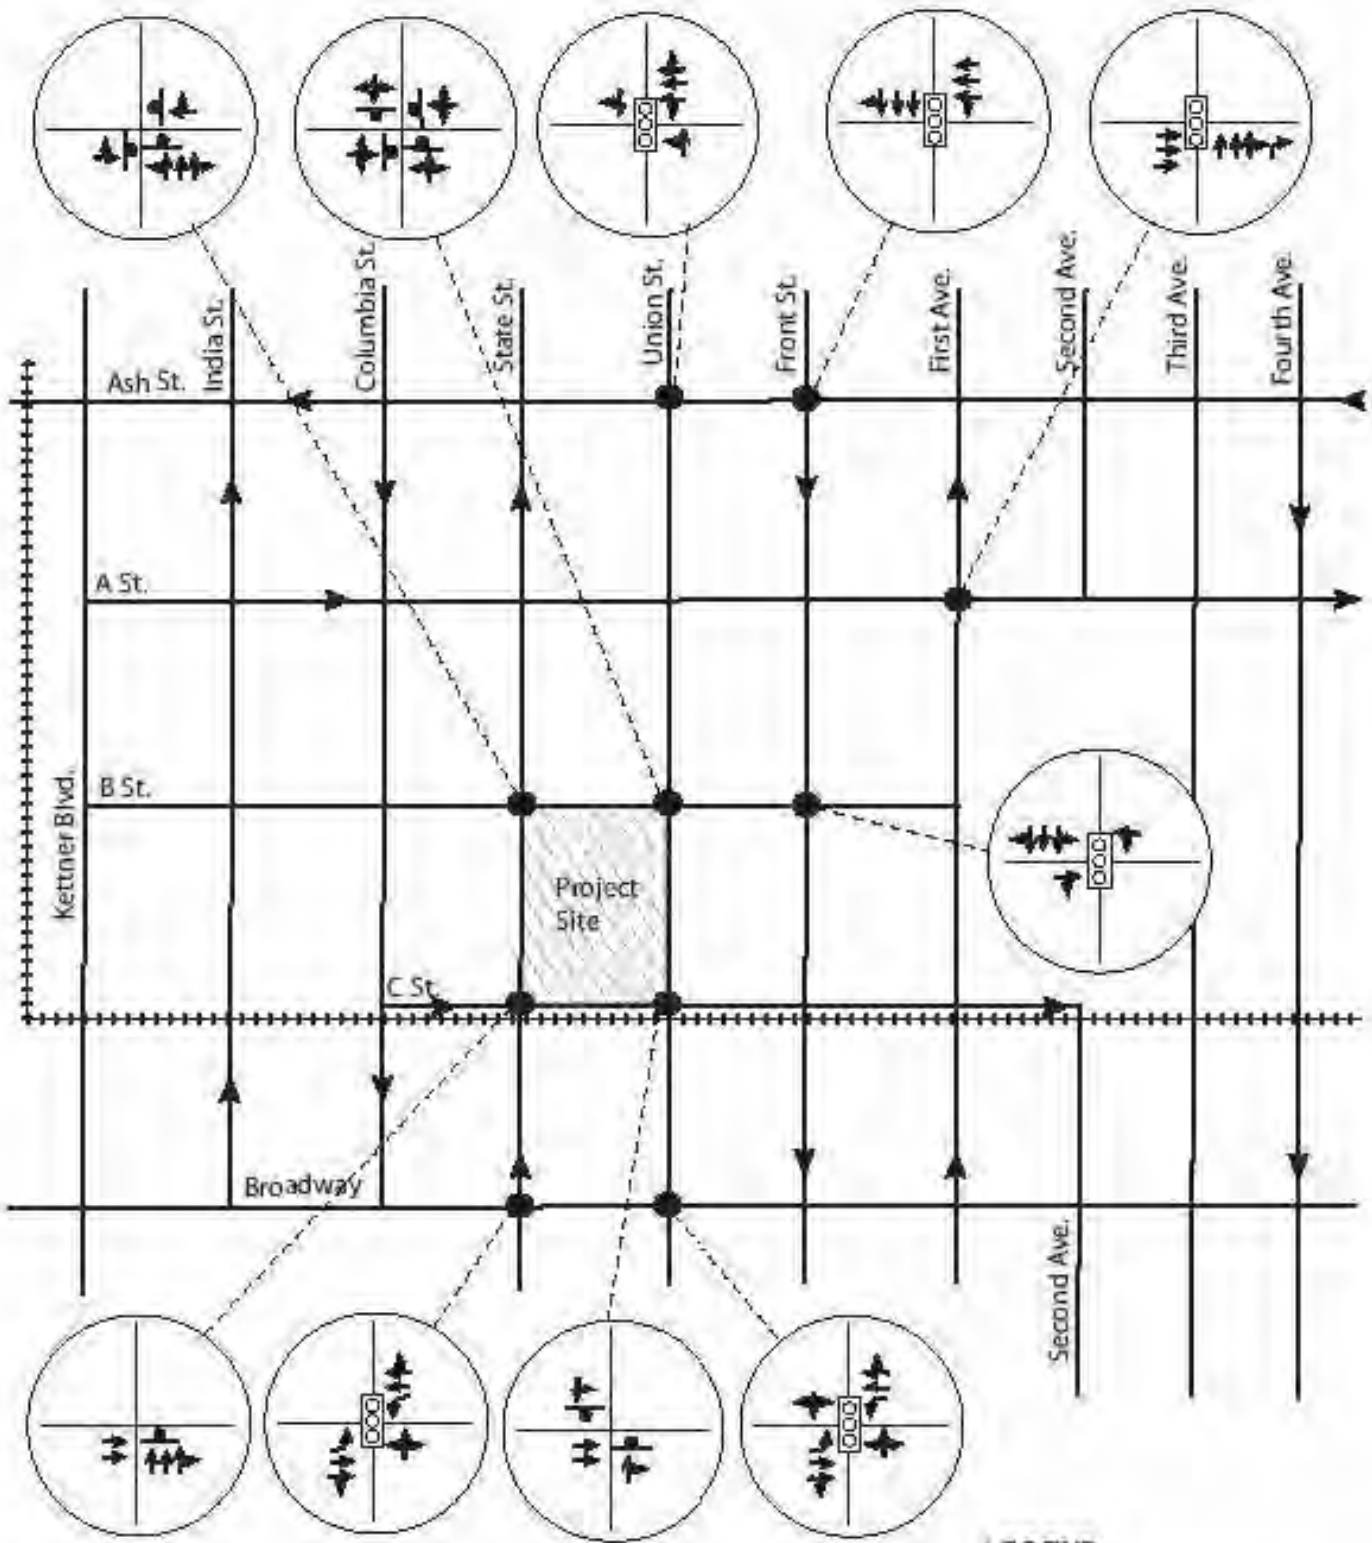 India St.
Columbia St.
State St.
Union St.
Front St.
First Ave.
Second Ave.
Third Ave.
Fourth Ave.
Ash St.
A St.
B St.
Kettner Blvd.
Project
Site
C St.
Broadway
Second Ave.